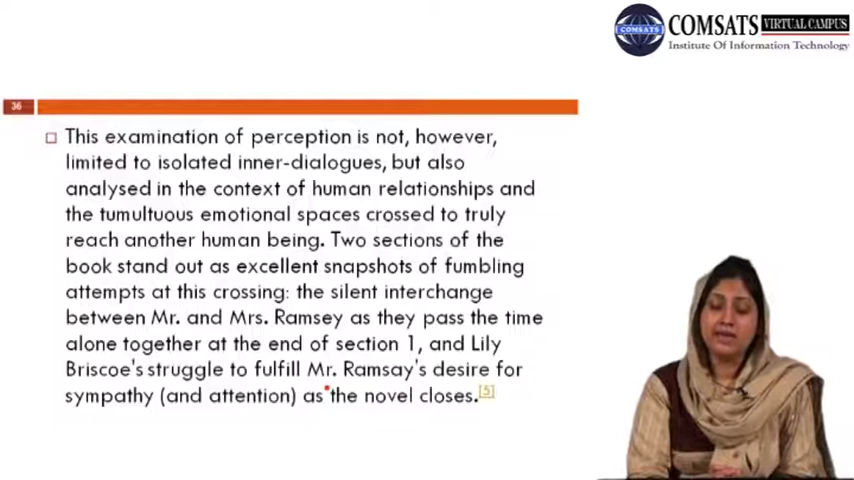 COMSATS
COMSATS VIRTUAL CAMPUS
Institute Of Information Technology
36
This examination of perception is not, however,
limited to isolated inner-dialogues, but also
analysed in the context of human relationships and
the tumultuous emotional spaces crossed to truly
reach another human being. Two sections of the
book stand out as excellent snapshots of fumbling
attempts at this crossing: the silent interchange
between Mr. and Mrs. Ramsey as they pass the time
alone together at the end of section 1, and Lily
Briscoe's struggle to fulfill Mr. Ramsay's desire for
sympathy (and attention) as the novel closes.[5]